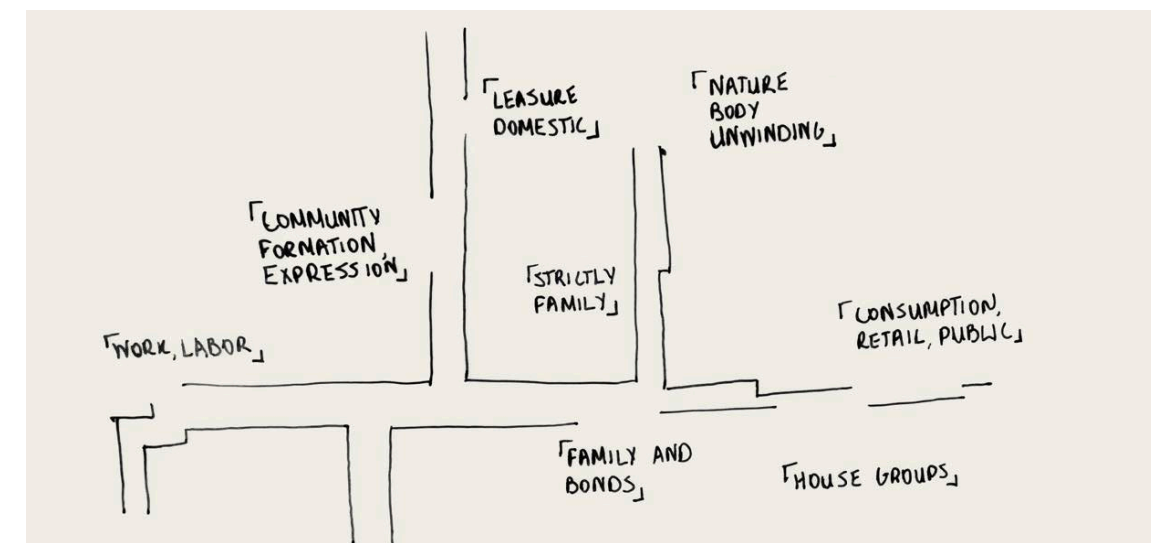 「LEASURE
DOMESTIC」
「NATURE
BODY
UNWINDING」
「COMMUNITY
FORMATION,
EXPRESSION」
「STRICTLY
FAMILY」
「CONSUMPTION,
RETAIL, PUBLIC」
「WORK, LABOR」
「FAMILY AND
BONDS」
「HOUSE GROUPS」